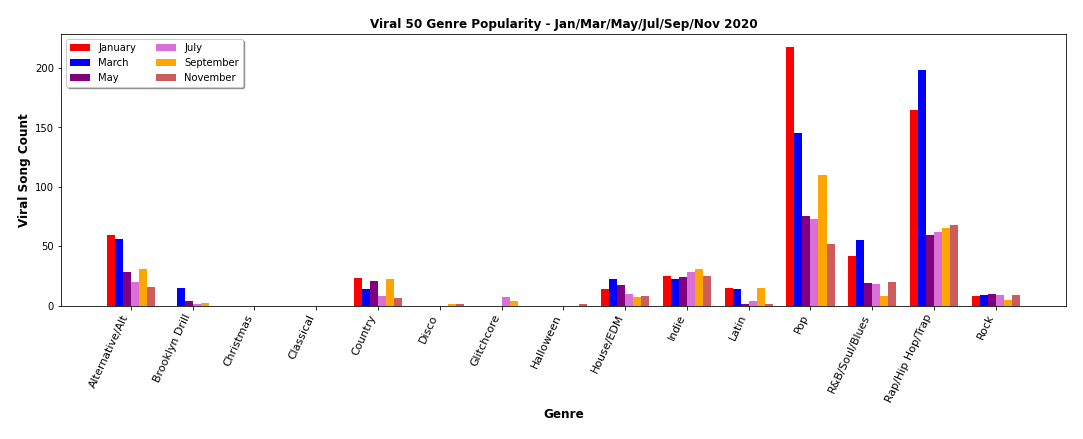 Viral 50 Genre Popularity - Jan/Mar/May/Jul/Sep/Nov 2020
January
March
May
July
September
November
Viral Song Count
200
150
100
50
0
Alternative/Alt
Brooklyn Drill
Christmas
Classical
Country
Disco
Glitchcore
Halloween
House/EDM
Indie
Latin
Pop
R&B/Soul/Blues
Rap/Hip Hop/Trap
Rock
Genre